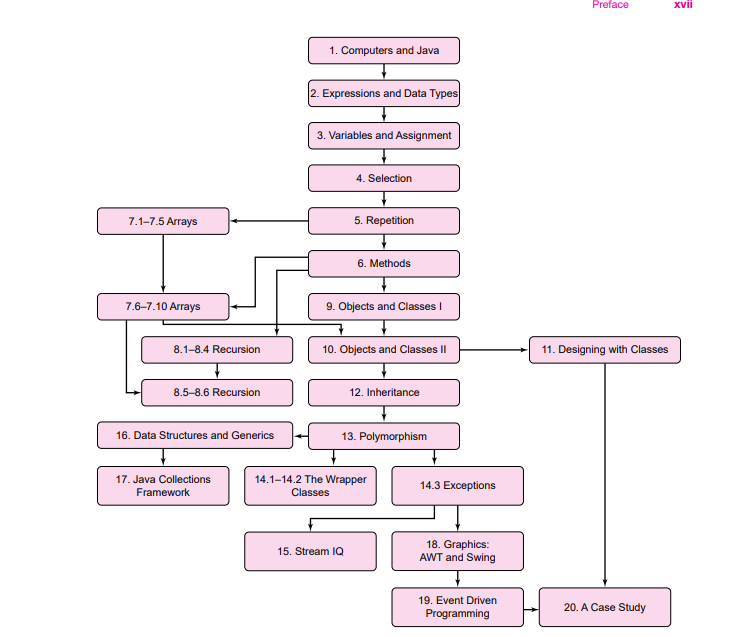 Preface xvii
1. Computers and Java
2. Expressions and Data Types
3. Variables and Assignment
4. Selection
7.1–7.5 Arrays
5. Repetition
6. Methods
7.6–7.10 Arrays
9. Objects and Classes I
8.1–8.4 Recursion
10. Objects and Classes II
11. Designing with Classes
8.5–8.6 Recursion
12. Inheritance
16. Data Structures and Generics
13. Polymorphism
17. Java Collections
Framework
14.1–14.2 The Wrapper
Classes
14.3 Exceptions
15. Stream IQ
18. Graphics:
AWT and Swing
19. Event Driven
Programming
20. A Case Study